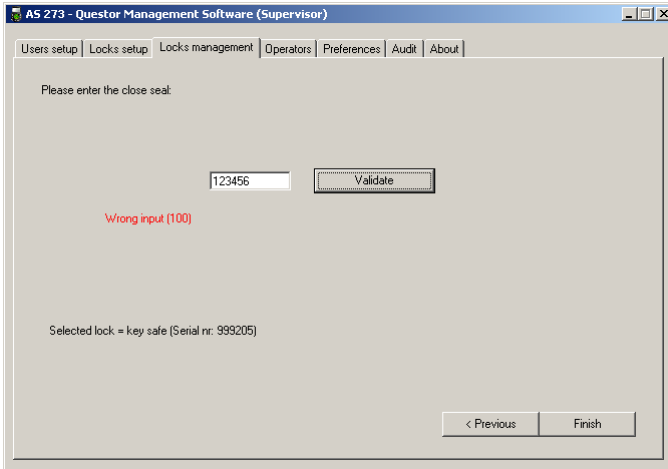 AS 273 - Questor Management Software (Supervisor)
Users setup Locks setup Locks management Operators Preferences Audit About
Please enter the close seal:
123456 Validate
Wrong input (100)
Selected lock = key safe (Serial nr: 999205)
< Previous Finish